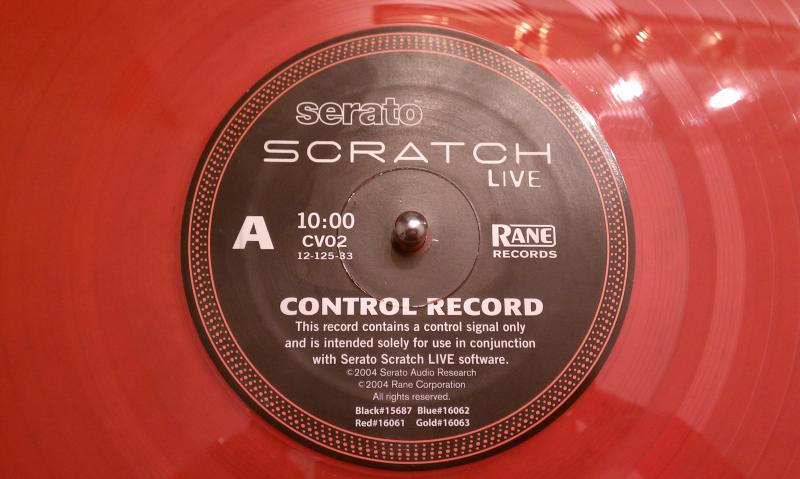 serato
SCRATCH
LIVE
A
10:00
CV02
12-125-33
RANE
RECORDS
CONTROL RECORD
This record contains a control signal only
and is intended solely for use in conjunction
with Serato Scratch LIVE software.
©2004 Serato Audio Research
©2004 Rane Corporation
All rights reserved.
Black#15687 Blue#16062
Red#16061 Gold#16063